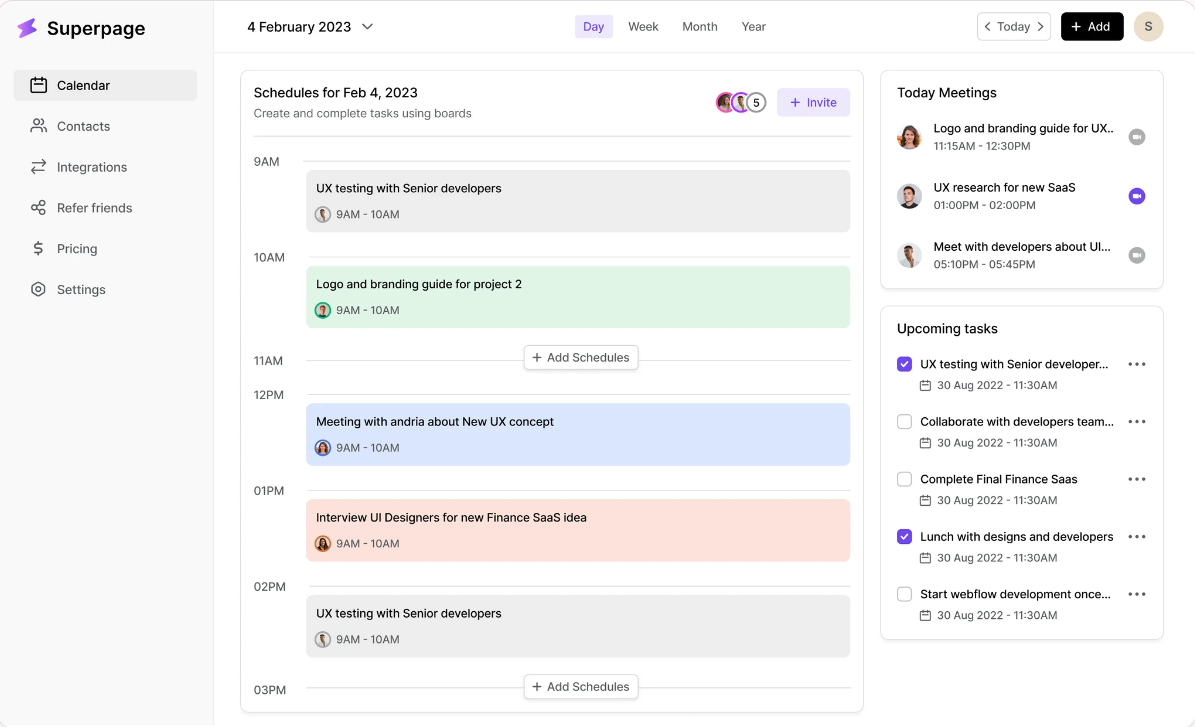 Superpage
Calendar
Contacts
Integrations
Refer friends
Pricing
Settings
4 February 2023
Day Week Month Year
Today
+ Add
S
Schedules for Feb 4, 2023
Create and complete tasks using boards
5
+ Invite
9AM
UX testing with Senior developers
9AM - 10AM
10AM
Logo and branding guide for project 2
9AM - 10AM
11AM
+ Add Schedules
12PM
Meeting with andria about New UX concept
9AM - 10AM
01PM
Interview UI Designers for new Finance SaaS idea
9AM - 10AM
02PM
UX testing with Senior developers
9AM - 10AM
03PM
+ Add Schedules
Today Meetings
Logo and branding guide for UX..
11:15AM - 12:30PM
UX research for new SaaS
01:00PM - 02:00PM
Meet with developers about UI...
05:10PM - 05:45PM
Upcoming tasks
UX testing with Senior developer...
30 Aug 2022 - 11:30AM
Collaborate with developers team...
30 Aug 2022 - 11:30AM
Complete Final Finance Saas
30 Aug 2022 - 11:30AM
Lunch with designs and developers
30 Aug 2022 - 11:30AM
Start webflow development once...
30 Aug 2022 - 11:30AM